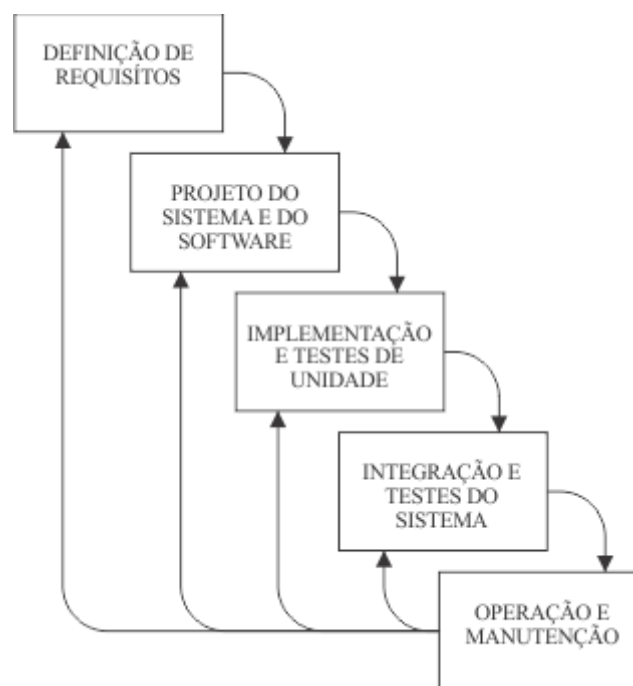 DEFINIÇÃO DE
REQUISÍTOS
PROJETO DO
SISTEMA E DO
SOFTWARE
IMPLEMENTAÇÃO
E TESTES DE
UNIDADE
INTEGRAÇÃO E
TESTES DO
SISTEMA
OPERAÇÃO E
MANUTENÇÃO